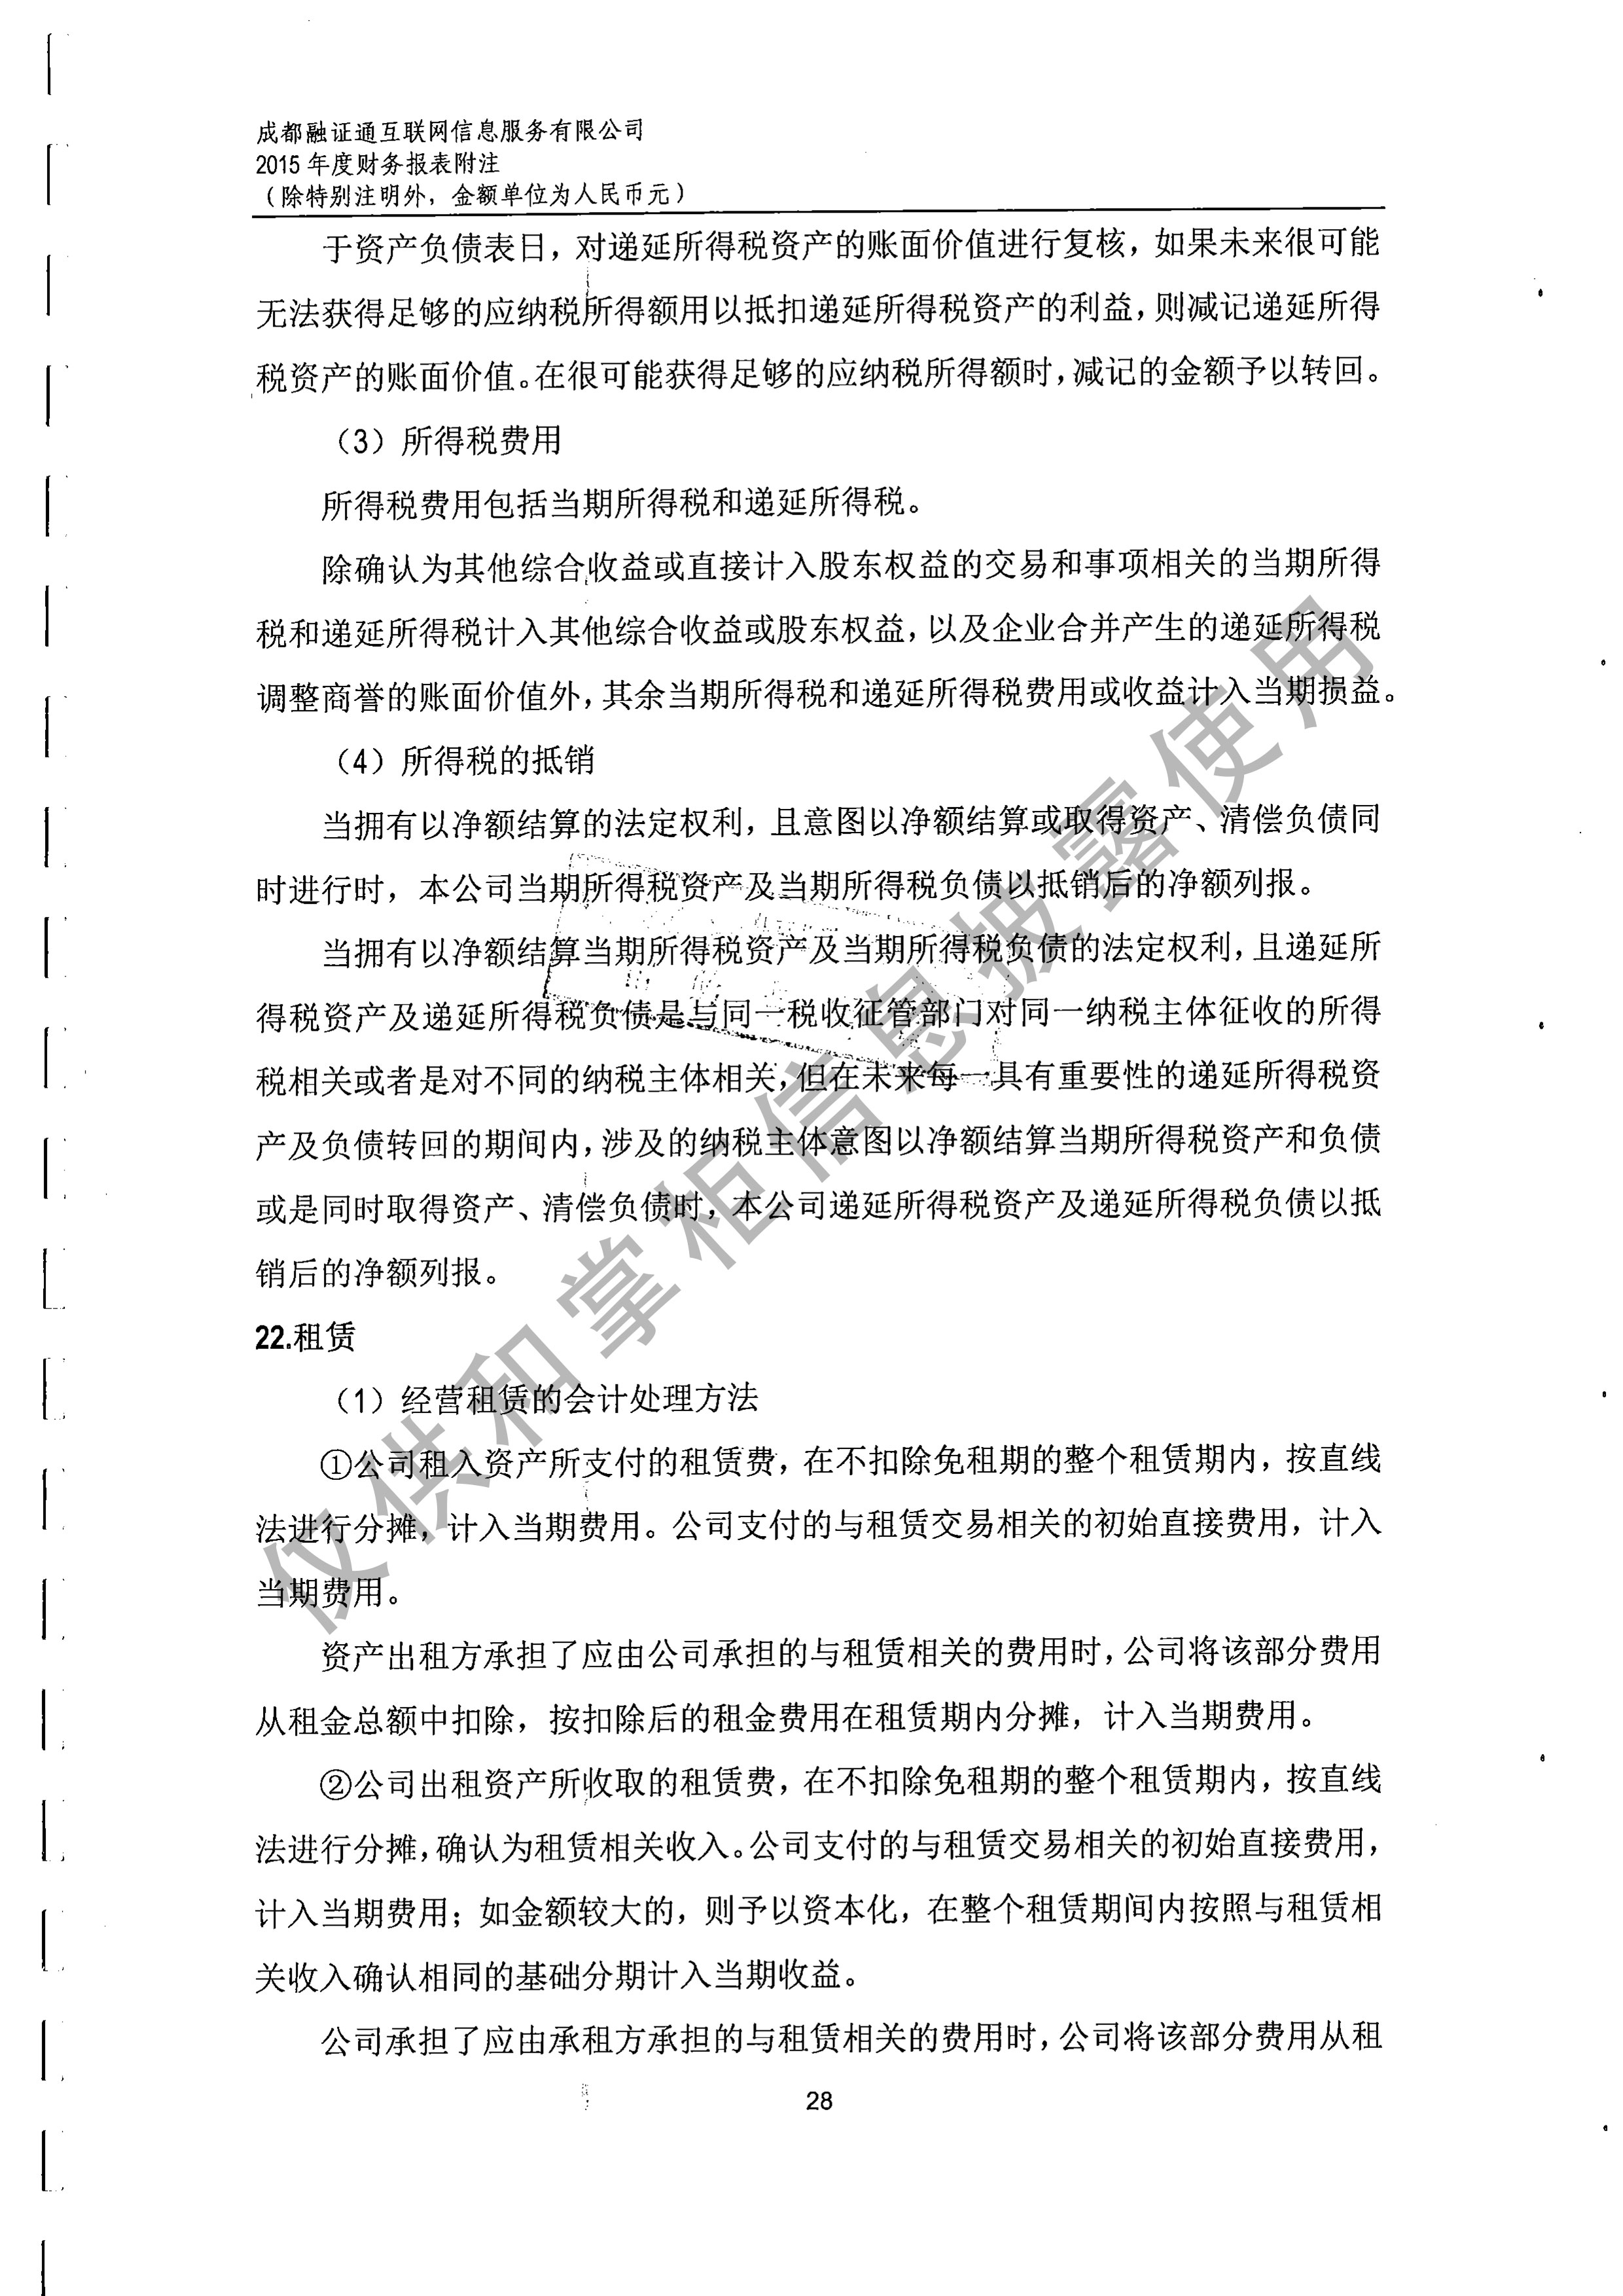 成都融证通互联网信息服务有限公司
2015 年度财务报表附注
（除特别注明外，金额单位为人民币元）
于资产负债表日，对递延所得税资产的账面价值进行复核，如果未来很可能
无法获得足够的应纳税所得额用以抵扣递延所得税资产的利益，则减记递延所得
税资产的账面价值。在很可能获得足够的应纳税所得额时，减记的金额予以转回。
（3）所得税费用
所得税费用包括当期所得税和递延所得税。
除确认为其他综合收益或直接计入股东权益的交易和事项相关的当期所得
税和递延所得税计入其他综合收益或股东权益，以及企业合并产生的递延所得税
调整商誉的账面价值外，其余当期所得税和递延所得税费用或收益计入当期损益。
（4）所得税的抵销
当拥有以净额结算的法定权利，且意图以净额结算或取得资产、清偿负债同
时进行时，本公司当期所得税资产及当期所得税负债以抵销后的净额列报。
当拥有以净额结算当期所得税资产及当期所得税负债的法定权利，且递延所
得税资产及递延所得税负债是与同一税收征管部门对同一纳税主体征收的所得
税相关或者是对不同的纳税主体相关，但在未来每一具有重要性的递延所得税资
产及负债转回的期间内，涉及的纳税主体意图以净额结算当期所得税资产和负债
或是同时取得资产、清偿负债时，本公司递延所得税资产及递延所得税负债以抵
销后的净额列报。
22.租赁
（1）经营租赁的会计处理方法
①公司租入资产所支付的租赁费，在不扣除免租期的整个租赁期内，按直线
法进行分摊，计入当期费用。公司支付的与租赁交易相关的初始直接费用，计入
当期费用。
资产出租方承担了应由公司承担的与租赁相关的费用时，公司将该部分费用
从租金总额中扣除，按扣除后的租金费用在租赁期内分摊，计入当期费用。
②公司出租资产所收取的租赁费，在不扣除免租期的整个租赁期内，按直线
法进行分摊，确认为租赁相关收入。公司支付的与租赁交易相关的初始直接费用，
计入当期费用；如金额较大的，则予以资本化，在整个租赁期间内按照与租赁相
关收入确认相同的基础分期计入当期收益。
公司承担了应由承租方承担的与租赁相关的费用时，公司将该部分费用从租
28
仅供和掌柜信息披露使用